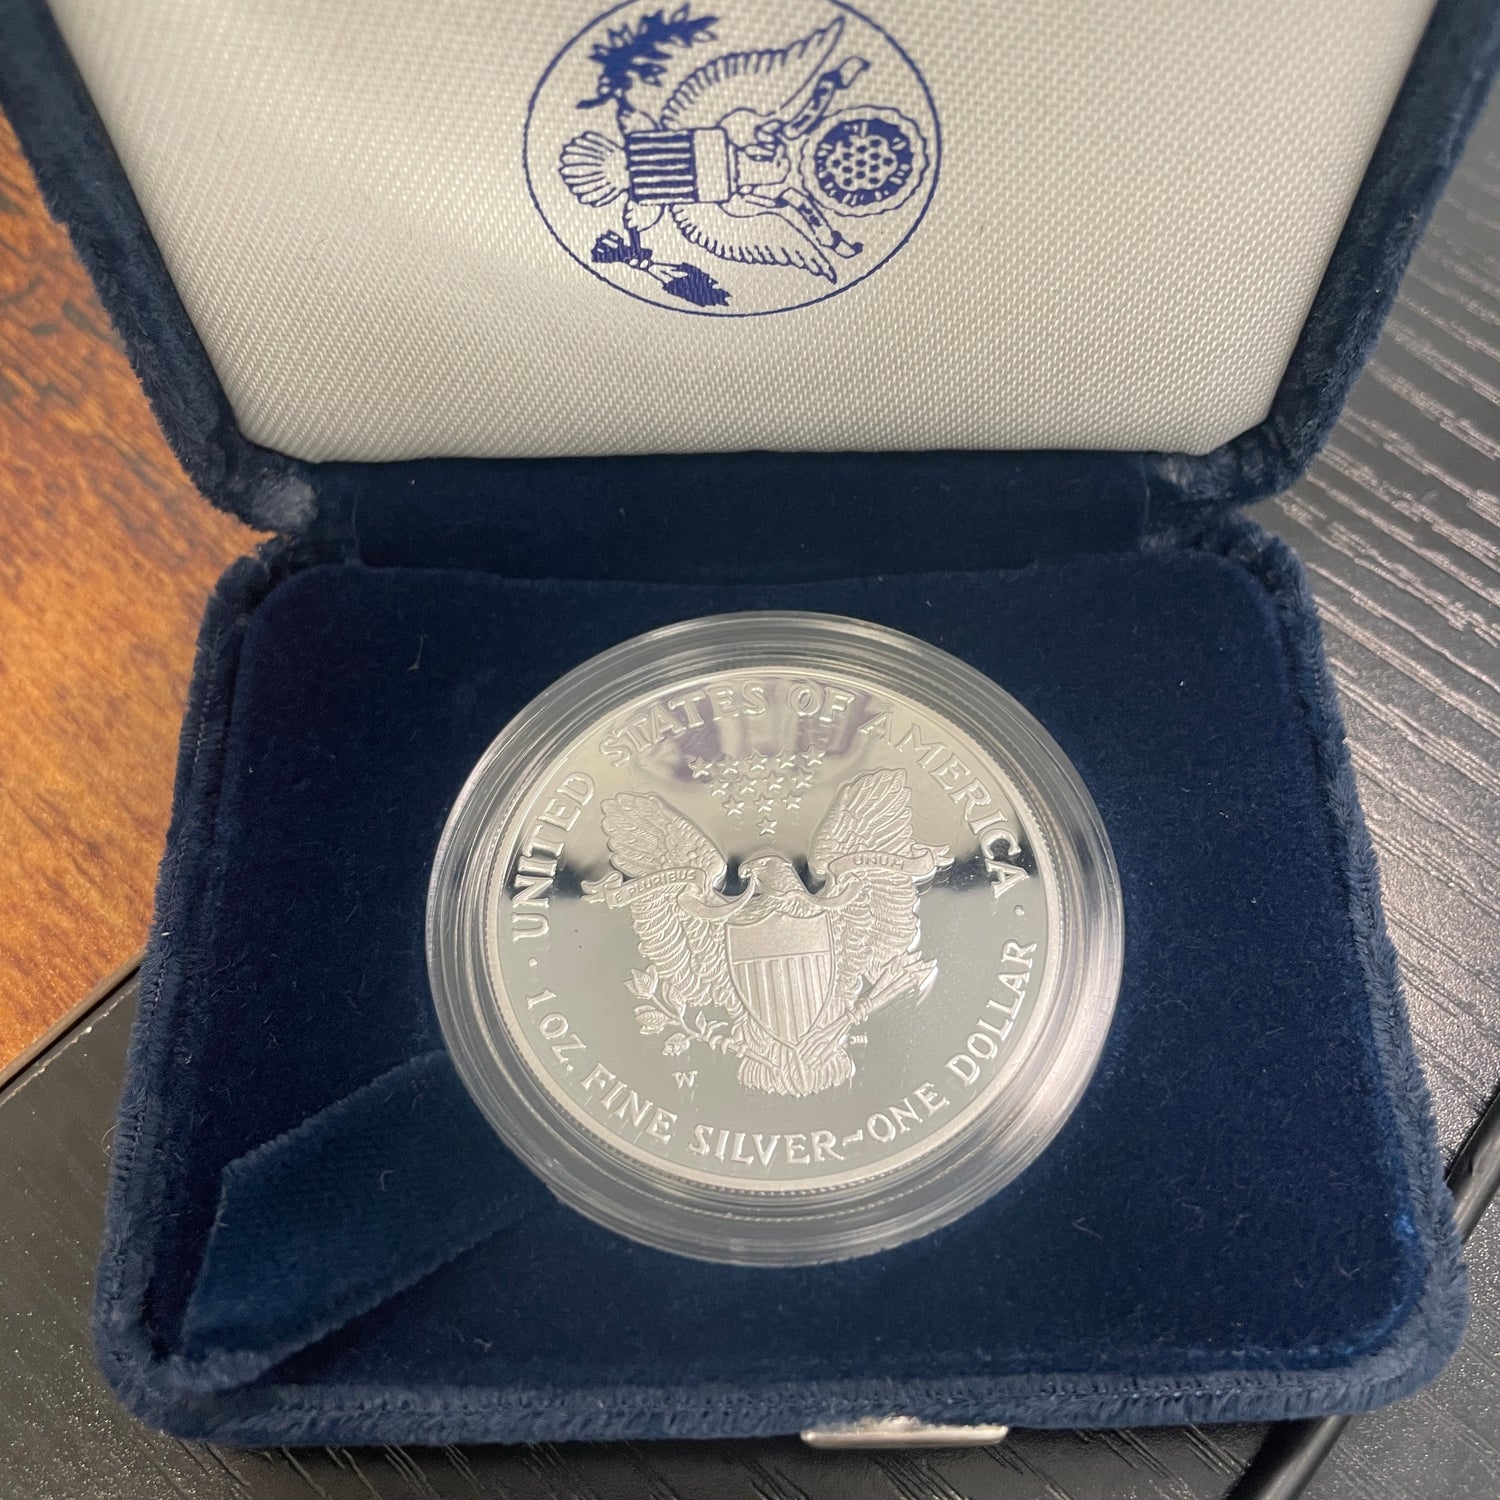 UNITED STATES OF AMERICA
PLURIBUS UNUM
W
1 OZ. FINE SILVER~ONE DOLLAR